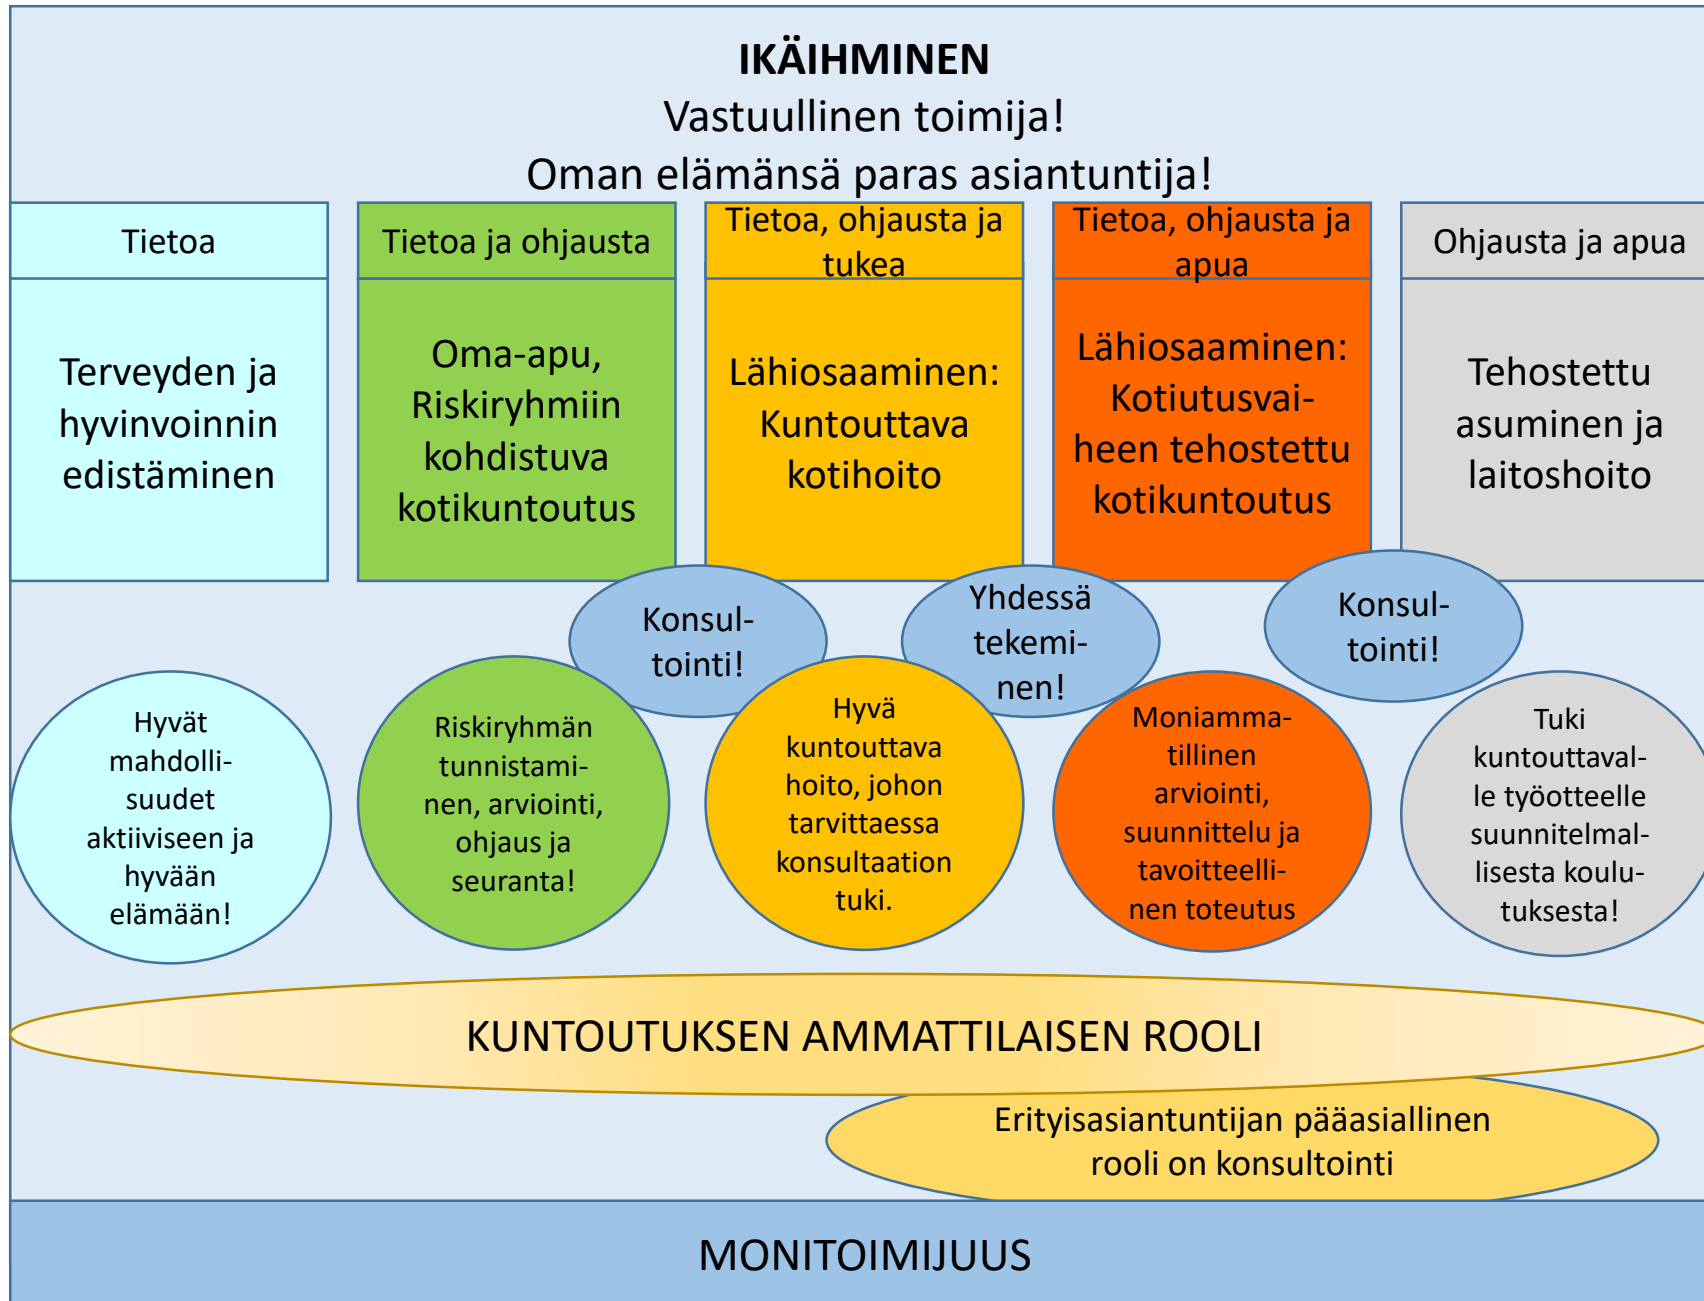 IKÄIHMINEN
Vastuullinen toimija!
Oman elämänsä paras asiantuntija!
Tietoa
Terveyden ja
hyvinvoinnin
edistäminen
Tietoa ja ohjausta
Oma-apu,
Riskiryhmiin
kohdistuva
kotikuntoutus
Tietoa, ohjausta ja
tukea
Lähiosaaminen:
Kuntouttava
kotihoito
Tietoa, ohjausta ja
apua
Lähiosaaminen:
Kotiutusvai-
heen tehostettu
kotikuntoutus
Ohjausta ja apua
Tehostettu
asuminen ja
laitoshoito
Konsul-
tointi!
Yhdessä
tekemi-
nen!
Konsul-
tointi!
Hyvät
mahdolli-
suudet
aktiiviseen ja
hyvään
elämään!
Riskiryhmän
tunnistami-
nen, arviointi,
ohjaus ja
seuranta!
Hyvä
kuntouttava
hoito, johon
tarvittaessa
konsultaation
tuki.
Moniamma-
tillinen
arviointi,
suunnittelu ja
tavoitteelli-
nen toteutus
Tuki
kuntouttaval-
le työotteelle
suunnitelmal-
lisesta koulu-
tuksesta!
KUNTOUTUKSEN AMMATTILAISEN ROOLI
Erityisasiantuntijan pääasiallinen
rooli on konsultointi
MONITOIMIJUUS